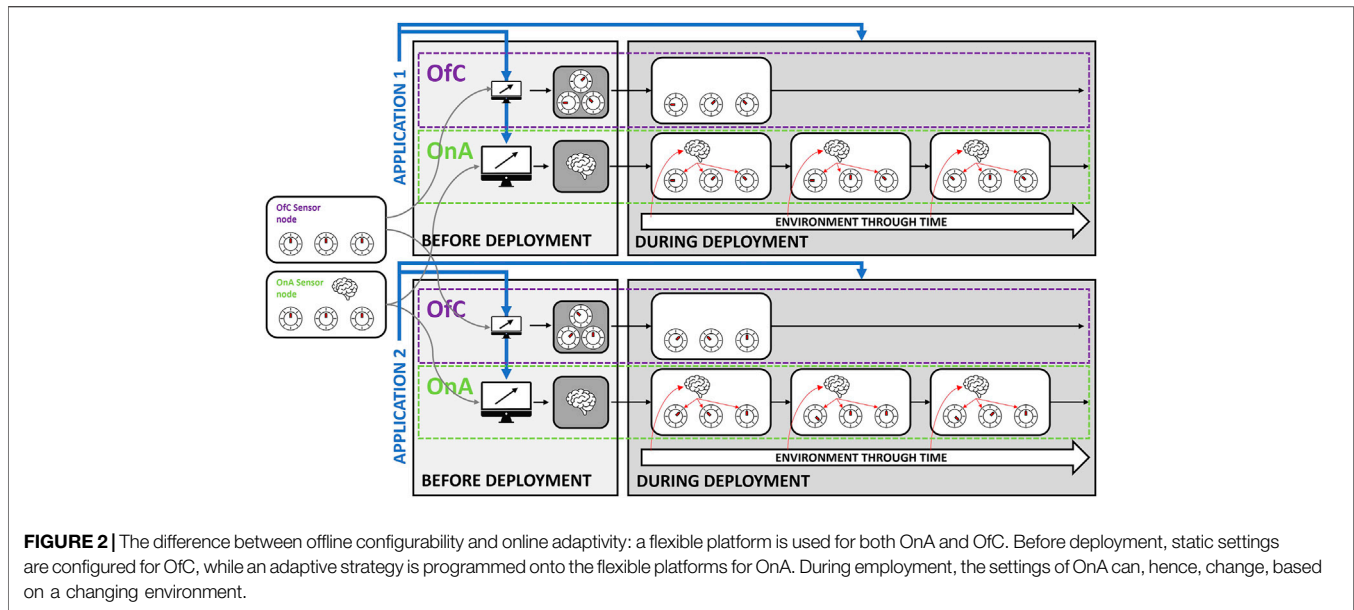 APPLICATION 1
OfC
OnA
BEFORE DEPLOYMENT
ENVIRONMENT THROUGH TIME
DURING DEPLOYMENT
OfC Sensor
node
OnA Sensor
node
APPLICATION 2
OfC
OnA
BEFORE DEPLOYMENT
ENVIRONMENT THROUGH TIME
DURING DEPLOYMENT
FIGURE 2 | The difference between offline configurability and online adaptivity: a flexible platform is used for both OnA and OfC. Before deployment, static settings
are configured for OfC, while an adaptive strategy is programmed onto the flexible platforms for OnA. During employment, the settings of OnA can, hence, change, based
on a changing environment.